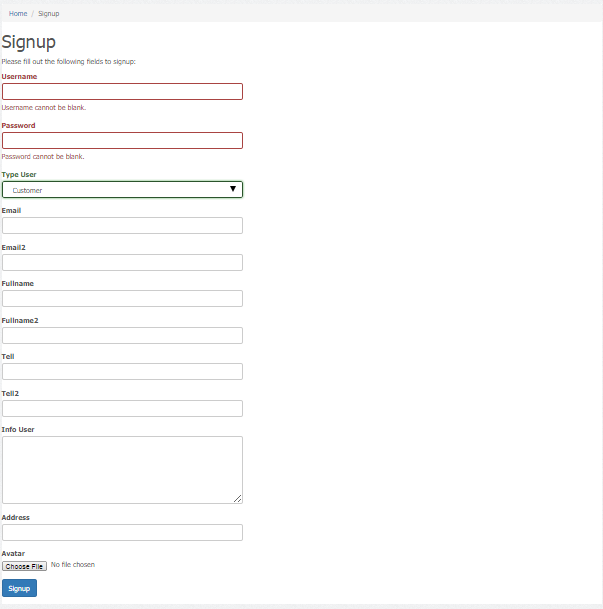 Home / Signup
Signup
Please fill out the following fields to signup:
Username
Username cannot be blank.
Password
Password cannot be blank.
Type User
Customer
Email
Email2
Fullname
Fullname2
Tell
Tell2
Info User
Address
Avatar
Choose File No file chosen
Signup